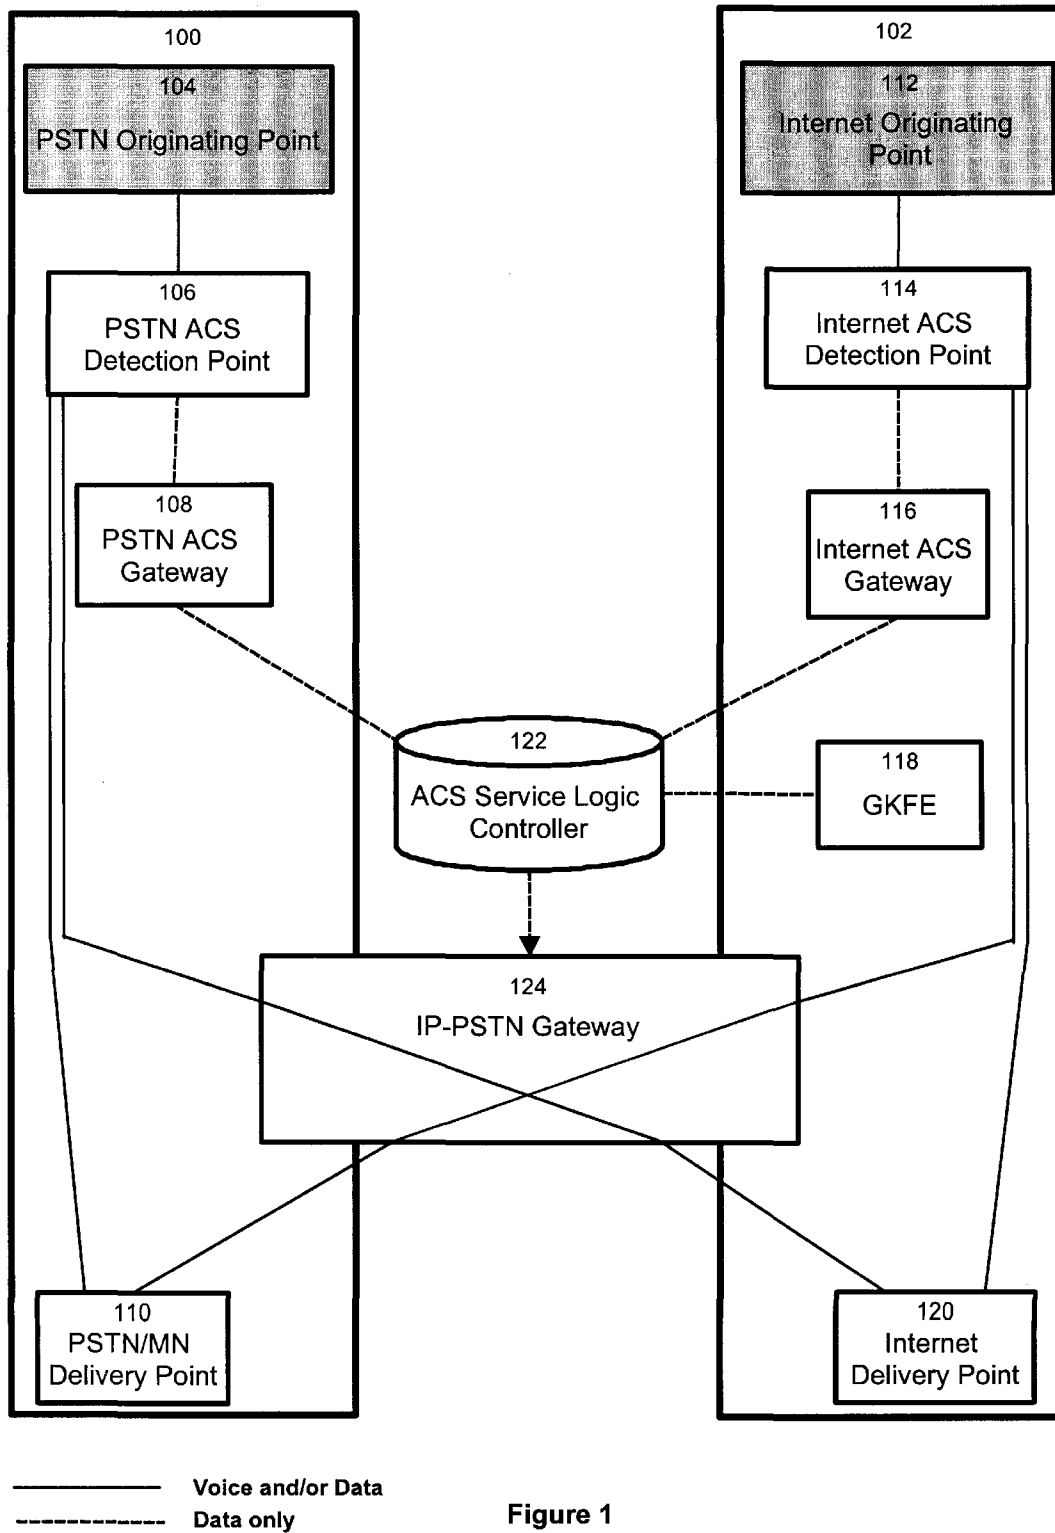 100
102
104
PSTN Originating Point
112
Internet Originating
Point
106
PSTN ACS
Detection Point
114
Internet ACS
Detection Point
108
PSTN ACS
Gateway
116
Internet ACS
Gateway
122
ACS Service Logic
Controller
118
GKFE
124
IP-PSTN Gateway
110
PSTN/MN
Delivery Point
120
Internet
Delivery Point
Voice and/or Data
Data only
Figure 1